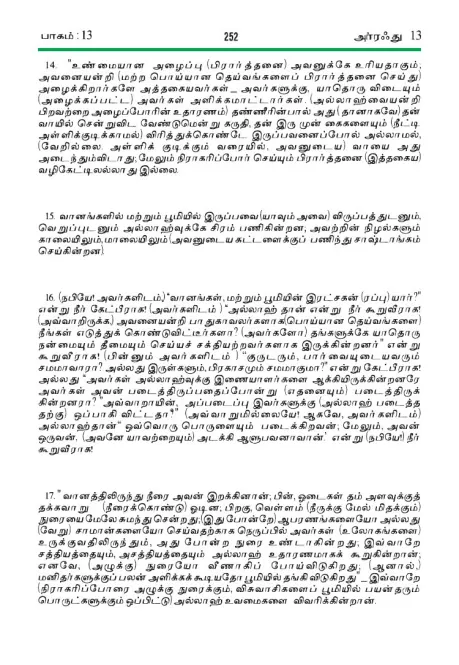 பாகம் : 13 252 அர்ரஃது 13
14. "உண்மையான அழைப்பு (பிரார்த்தனை) அவனுக்கே உரியதாகும்,
அவனையன்றி (மற்ற பொய்யான தெய்வங்களைப் பிரார்த்தனை செய்து)
அழைக்கிறார்களே அத்தகையவர்கள் _ அவர்களுக்கு, யாதொரு விடையும்
(அழைக்கப்பட்ட) அவர்கள் அளிக்கமாட்டார்கள், (அல்லாஹ்வையன்றி
பிறவற்றை அழைப்போரின் உதாரணம்) தண்ணீரின்பால் அது (தானாகவே) தன்
வாயில் சென்றுவிட வேண்டுமென்று கருதி, தன் இரு முன் கைகளையும் (நீட்டி
அள்ளிக்குடிக்காமல்) விரித்துக்கொண்டே இருப்பவனைப்போல் அல்லாமல்,
(வேறில்லை. அள்ளிக் குடிக்கும் வரையில், அவனுடைய) வாயை அது
அடைந்தும்விடாது; மேலும் நிராகரிப்போர் செய்யும் பிரார்த்தனை (இத்தகைய)
வழிகேட்டிலல்லாது இல்லை.
15. வானங்களில் மற்றும் பூமியில் இருப்பவை(யாவும் அவை) விருப்பத்துடனும்,
வெறுப்புடனும் அல்லாஹ்வுக்கே சிரம் பணிகின்றன; அவற்றின் நிழல்களும்
காலையிலும், மாலையிலும் (அவனுடைய கட்டளைக்குப் பணிந்து சாஷ்டாங்கம்
செய்கின்றன).
16. (நபியே! அவர்களிடம்,) "வானங்கள், மற்றும் பூமியின் இரட்சகன் (ரப்பு) யார்?"
என்று நீர் கேட்பீராக! (அவர்களிடம்) "அல்லாஹ் தான் என்று நீர் கூறுவீராக!
(அவ்வாறிருக்க,) அவனையன்றி பாதுகாவலர்களாக(பொய்யான தெய்வங்களை)
நீங்கள் எடுத்துக் கொண்டுவிட்டீர்களா? (அவர்களோ) தங்களுக்கே யாதொரு
நன்மையும் தீமையும் செய்யச் சக்தியற்றவர்களாக இருக்கின்றனர்" என்று
கூறுவீராக! (பின்னும் அவர்களிடம்) "குருடரும், பார்வையுடையவரும்
சமமாவாரா? அல்லது இருள்களும், பிரகாசமும் சமமாகுமா?" என்று கேட்பீராக!
அல்லது "அவர்கள் அல்லாஹ்வுக்கு இணையாளர்களை ஆக்கியிருக்கின்றனரே
அவர்கள் அவன் படைத்திருப்பதைப்போன்று (எதனையும்) படைத்திருக்
கின்றனரா? "அவ்வாறாயின், அப்படைப்பு இவர்களுக்கு (அல்லாஹ் படைத்த
தற்கு) ஒப்பாகி விட்டதா?" (அவ்வாறுமில்லையே! ஆகவே, அவர்களிடம்)
அல்லாஹ்தான்" ஒவ்வொரு பொருளையும் படைக்கிறவன்; மேலும், அவன்
ஒருவன், (அவனே யாவற்றையும்) அடக்கி ஆளுபவனாவான்." என்று (நபியே!) நீர்
கூறுவீராக!
17. "வானத்திலிருந்து நீரை அவன் இறக்கினான்; பின், ஓடைகள் தம் அளவுக்குத்
தக்கவாறு (நீரைக்கொண்டு) ஓடின; பிறகு, வெள்ளம் (நீருக்கு மேல் மிதக்கும்)
நுரையை மேலே சுமந்து சென்றது; (இதுபோன்றே) ஆபரணங்களையோ அல்லது
(வேறு) சாமான்களையோ செய்வதற்காக நெருப்பில் அவர்கள் (உலோகங்களை)
உருக்குவதிலிருந்தும், அது போன்ற நுரை உண்டாகின்றது; இவ்வாறே
சத்தியத்தையும், அசத்தியத்தையும் அல்லாஹ் உதாரணமாகக் கூறுகின்றான்;
எனவே, (அழுக்கு) நுரையோ வீணாகிப் போய்விடுகிறது; (ஆனால்,)
மனிதர்களுக்குப் பலன் அளிக்கக்கூடியதோ பூமியில் தங்கி விடுகிறது _ இவ்வாறே
(நிராகரிப்போரை அழுக்கு நுரைக்கும், விசுவாசிகளைப் பூமியில் பயன்தரும்
பொருட்களுக்கும் ஒப்பிட்டு) அல்லாஹ் உவமைகளை விவரிக்கின்றான்.